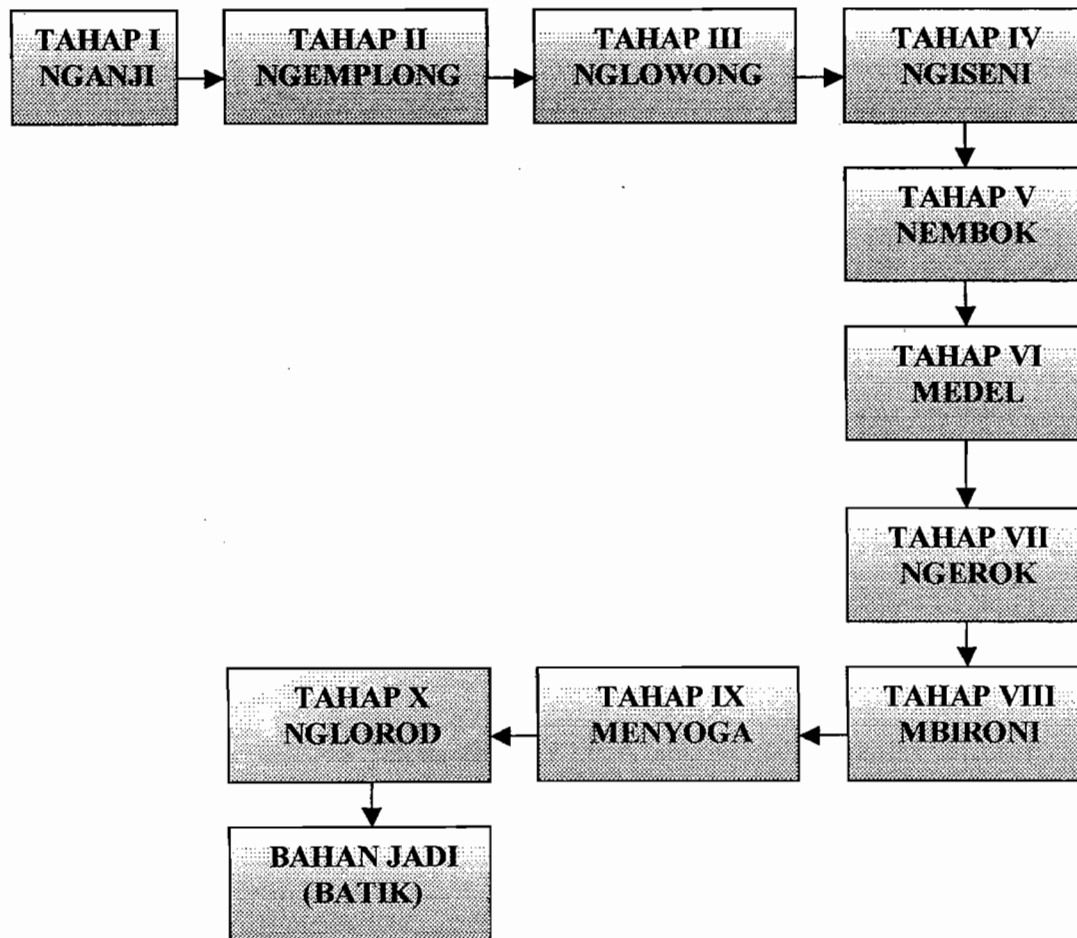 TAHAP I
NGANJI
TAHAP II
NGEMPLONG
TAHAP III
NGLOWONG
TAHAP IV
NGISENI
TAHAP V
NEMBOK
TAHAP VI
MEDEL
TAHAP VII
NGEROK
TAHAP VIII
MBIRONI
TAHAP IX
MENYOGA
TAHAP X
NGLOROD
BAHAN JADI
(BATIK)